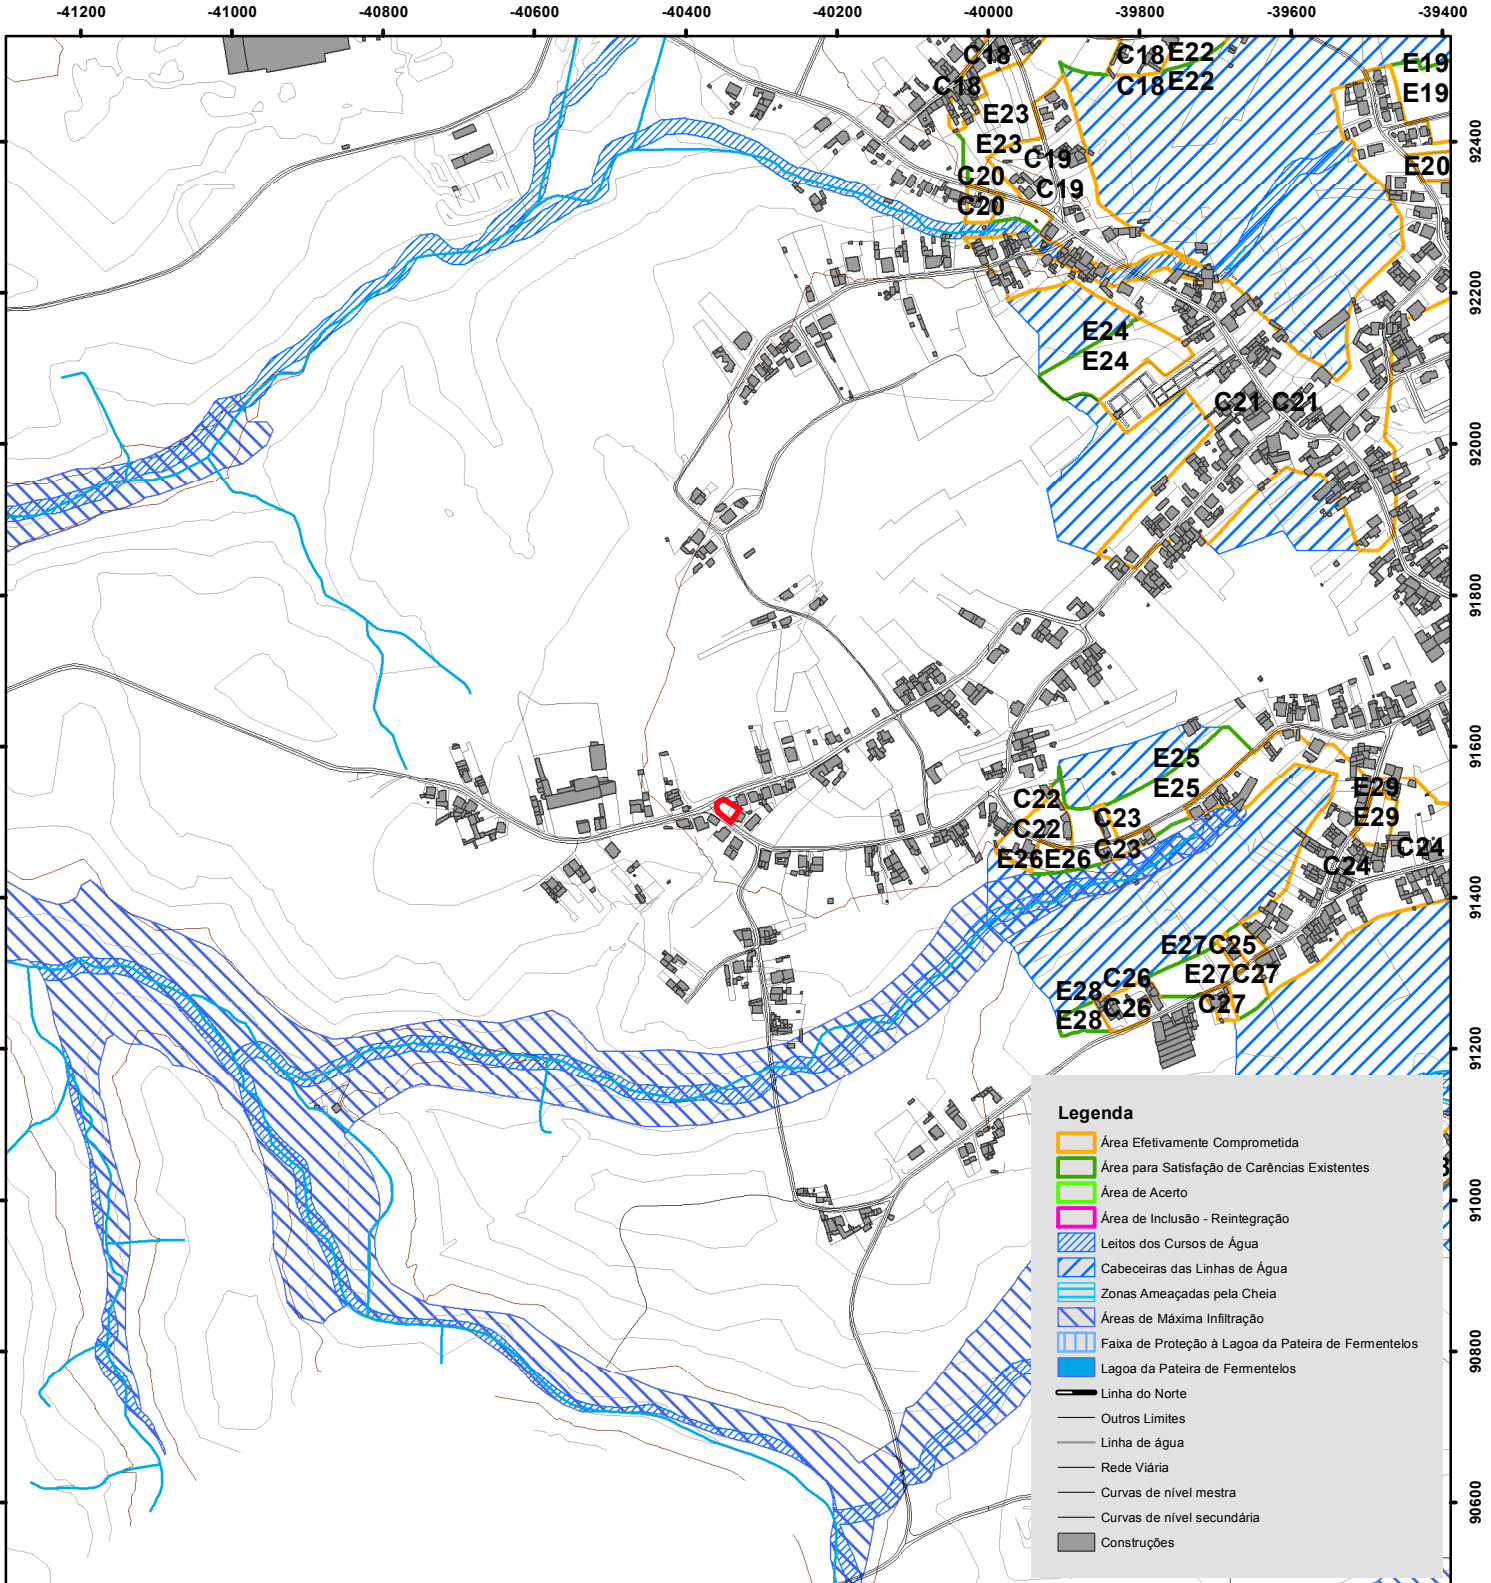 -41200 -41000 -40800 -40600 -40400 -40200 -40000 -39800 -39600 -39400
C18 C18 E22 E19
C18 C18 E22 E19
E23
E23 C19 E20
C20 C19
C20
E24
E24
C21 C21
E25
E25
C22 C23 E29
C22 C23 E29
E26 E26 C24 C24
E27 C25
E27 C27
E28 C26 C27
E28 C26
92400
92200
92000
91800
91600
91400
91200
91000
90800
90600
Legenda
Área Efetivamente Comprometida
Área para Satisfação de Carências Existentes
Área de Acerto
Área de Inclusão - Reintegração
Leitos dos Cursos de Água
Cabeceiras das Linhas de Água
Zonas Ameaçadas pela Cheia
Áreas de Máxima Infiltração
Faixa de Proteção à Lagoa da Pateira de Fermentelos
Lagoa da Pateira de Fermentelos
Linha do Norte
Outros Limites
Linha de água
Rede Viária
Curvas de nível mestra
Curvas de nível secundária
Construções